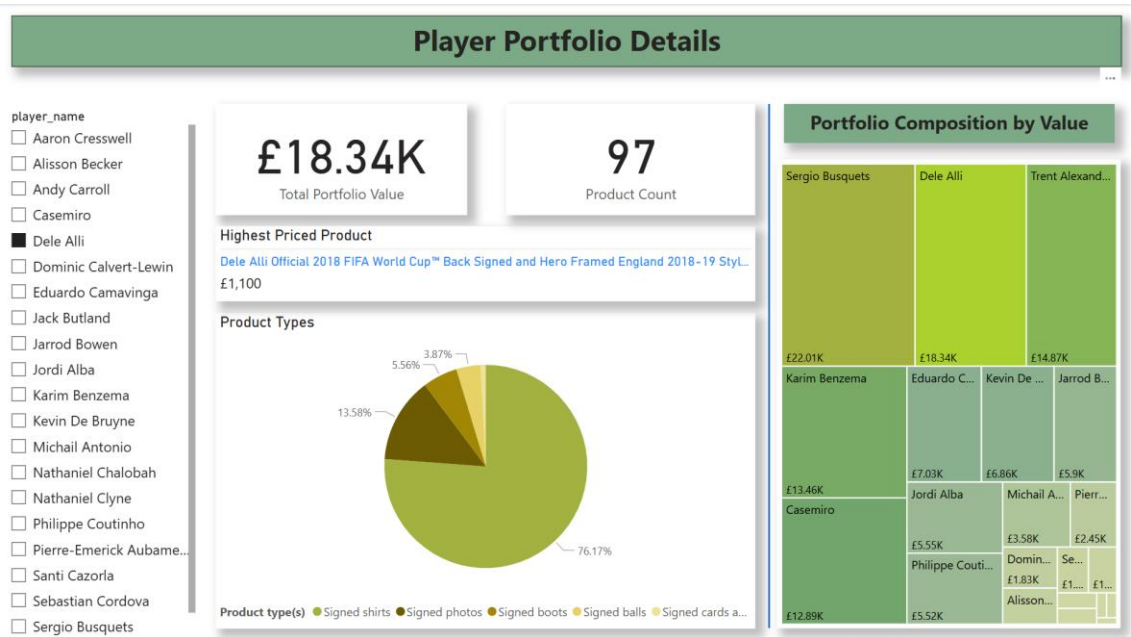 Player Portfolio Details
...
player_name
Aaron Cresswell
Alisson Becker
Andy Carroll
Casemiro
Dele Alli
Dominic Calvert-Lewin
Eduardo Camavinga
Jack Butland
Jarrod Bowen
Jordi Alba
Karim Benzema
Kevin De Bruyne
Michail Antonio
Nathaniel Chalobah
Nathaniel Clyne
Philippe Coutinho
Pierre-Emerick Aubame...
Santi Cazorla
Sebastian Cordova
Sergio Busquets
£18.34K
Total Portfolio Value
97
Product Count
Highest Priced Product
Dele Alli Official 2018 FIFA World Cup™ Back Signed and Hero Framed England 2018-19 Styl...
£1,100
Product Types
3.87%
5.56%
13.58%
76.17%
Product type(s) Signed shirts Signed photos Signed boots Signed balls Signed cards a...
Portfolio Composition by Value
Sergio Busquets Dele Alli Trent Alexand...
£22.01K £18.34K £14.87K
Karim Benzema Eduardo C... Kevin De ... Jarrod B...
£7.03K £6.86K £5.9K
£13.46K
Jordi Alba Michail A... Pierr...
Casemiro
£5.55K £3.58K £2.45K
Philippe Couti... Domin... Se...
£1.83K £1.... £1...
Alisson...
£12.89K £5.52K